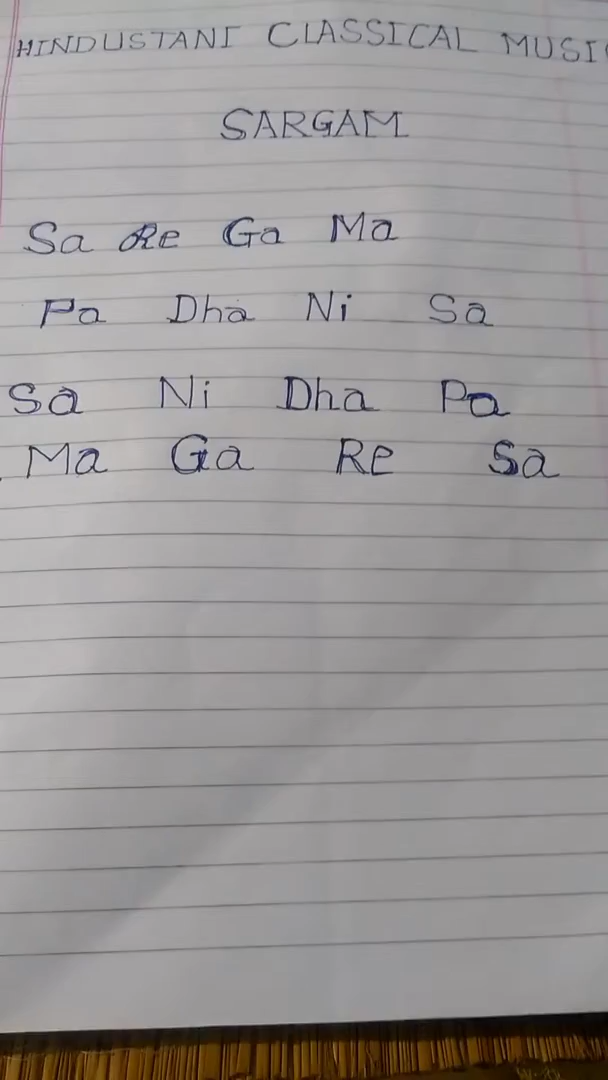 HINDUSTANI CLASSICAL MUSIC
SARGAM
Sa Re Ga Ma
Pa Dha Ni Sa
Sa Ni Dha Pa
Ma Ga Re Sa